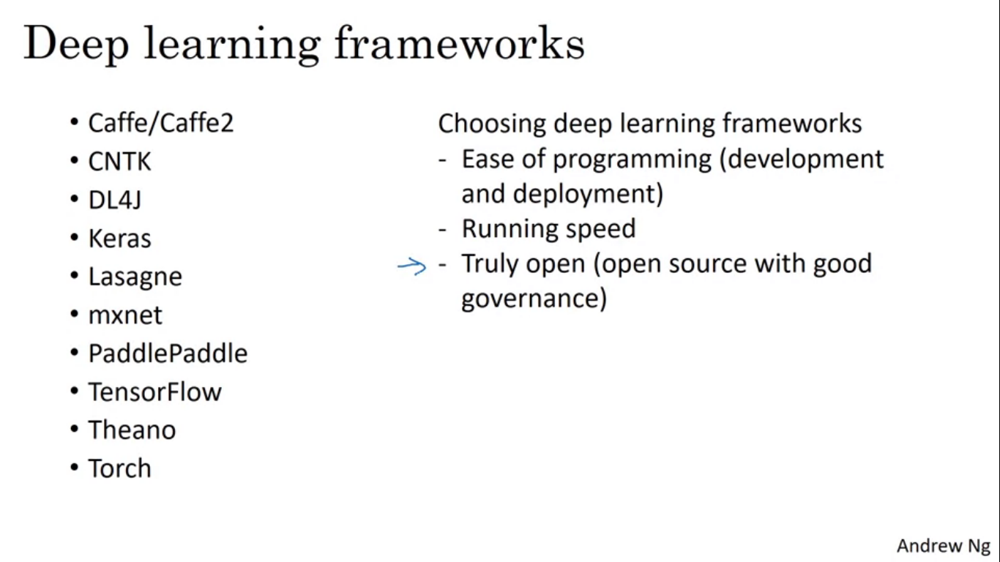 Deep learning frameworks
• Caffe/Caffe2
• CNTK
• DL4J
• Keras
• Lasagne
• mxnet
• PaddlePaddle
• TensorFlow
• Theano
• Torch
Choosing deep learning frameworks
- Ease of programming (development
and deployment)
- Running speed
- Truly open (open source with good
governance)
Andrew Ng